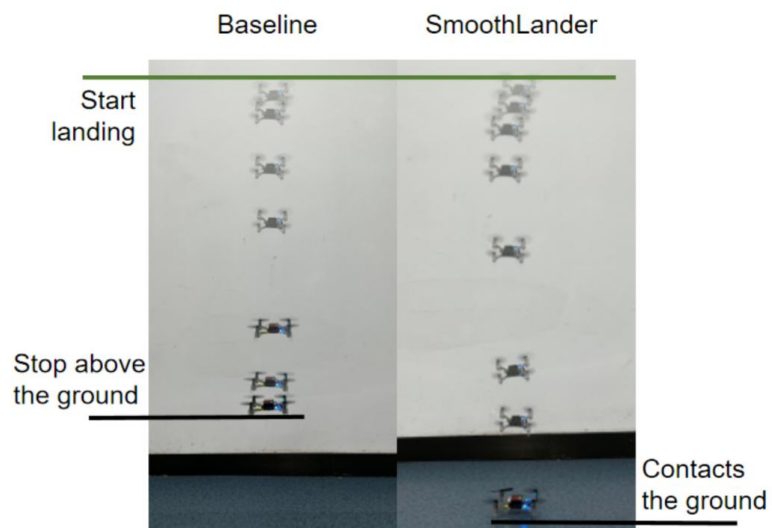 Baseline
SmoothLander
Start
landing
Stop above
the ground
Contacts
the ground